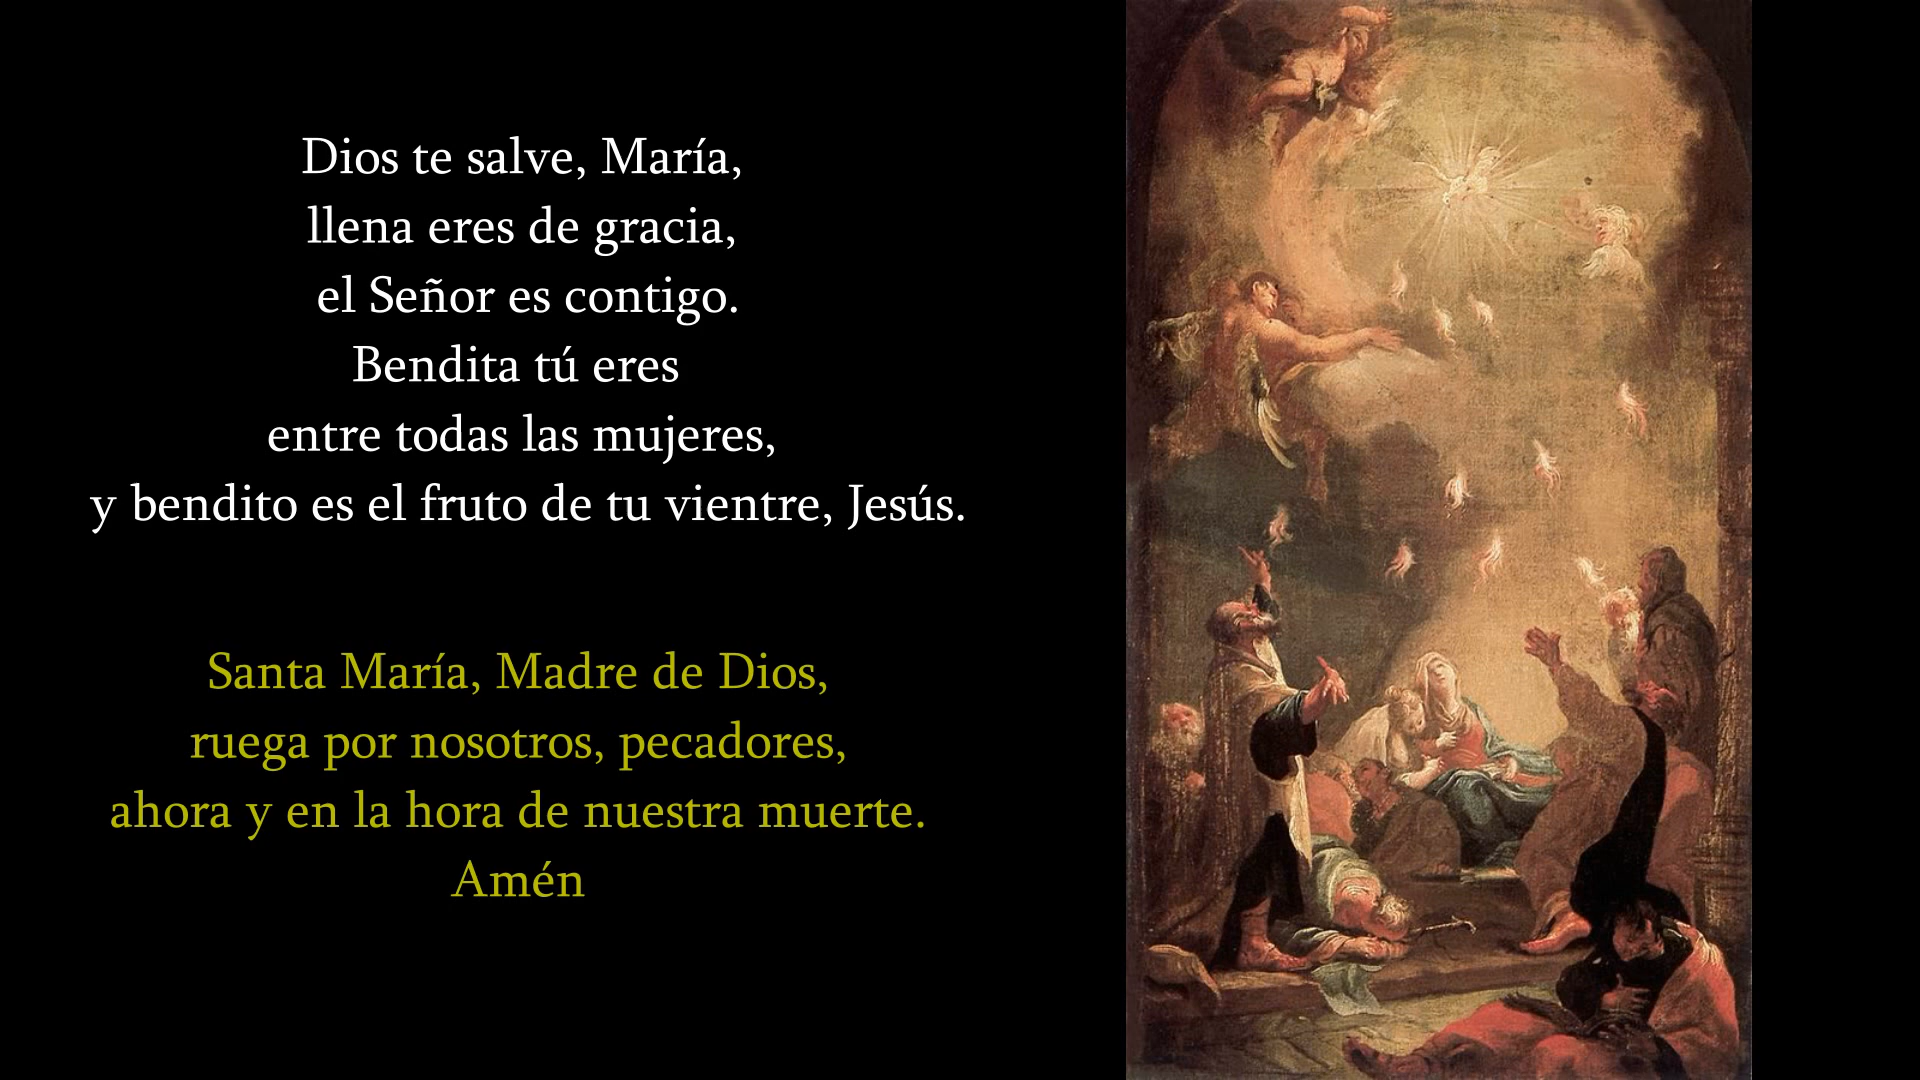 Dios te salve, María,
llena eres de gracia,
el Señor es contigo.
Bendita tú eres
entre todas las mujeres,
y bendito es el fruto de tu vientre, Jesús.
Santa María, Madre de Dios,
ruega por nosotros, pecadores,
ahora y en la hora de nuestra muerte.
Amén